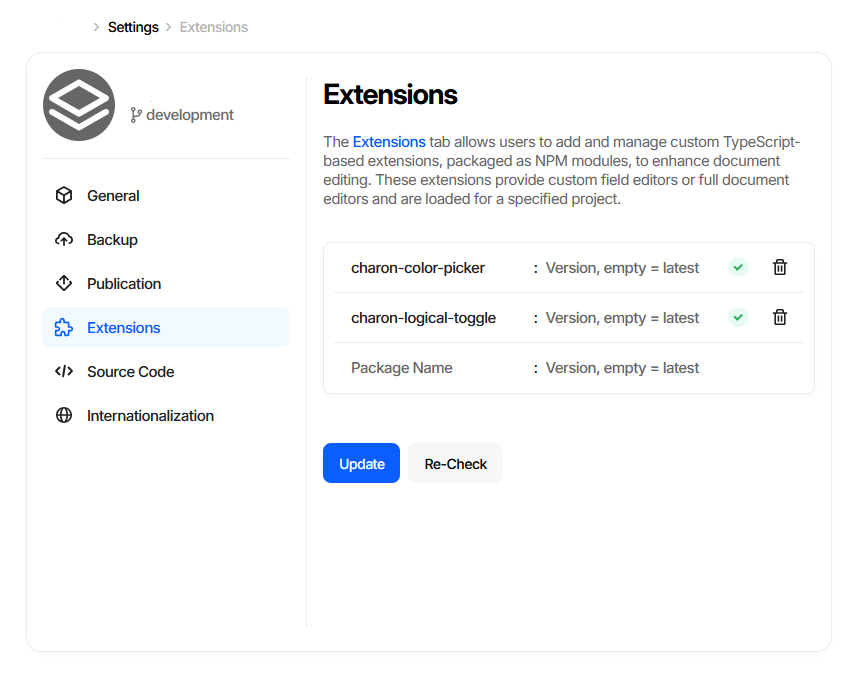 Settings > Extensions
development
General
Backup
Publication
Extensions
Source Code
Internationalization
Extensions
The Extensions tab allows users to add and manage custom TypeScript-
based extensions, packaged as NPM modules, to enhance document
editing. These extensions provide custom field editors or full document
editors and are loaded for a specified project.
charon-color-picker : Version, empty = latest
charon-logical-toggle : Version, empty = latest
Package Name : Version, empty = latest
Update Re-Check